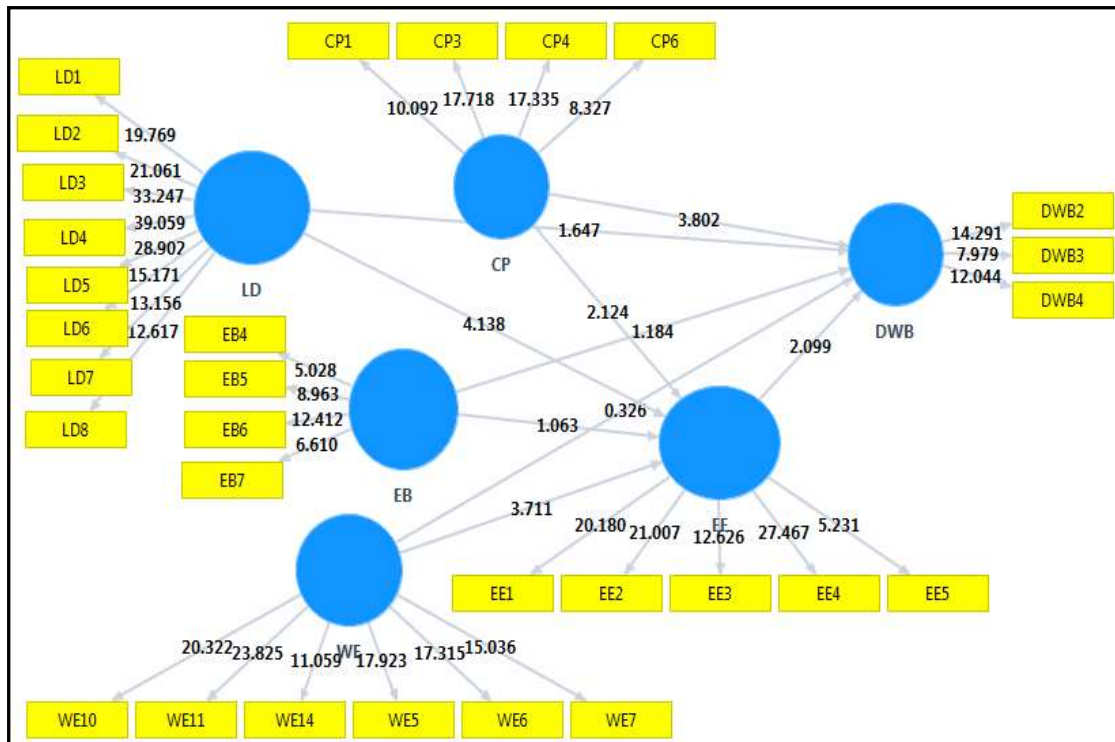 CP1 CP3 CP4 CP6
LD1
10.092 17.718 17.335 8.327
LD2 19.769
LD3 21.061
33.247
LD4 39.059
28.902
LD5 15.171
LD6 13.156
LD7 12.617
LD8
LD
CP
3.802
1.647
DWB2
14.291
DWB3
7.979
12.044
DWB4
DWB
2.124
4.138
1.184
2.099
EB4
5.028
EB5
8.963
EB6 12.412
6.610
EB7
EB
0.326
1.063
3.711
EE
20.180 21.007 12.626 27.467 5.231
EE1 EE2 EE3 EE4 EE5
WE
20.322 23.825 11.059 17.923 17.315 15.036
WE10 WE11 WE14 WE5 WE6 WE7